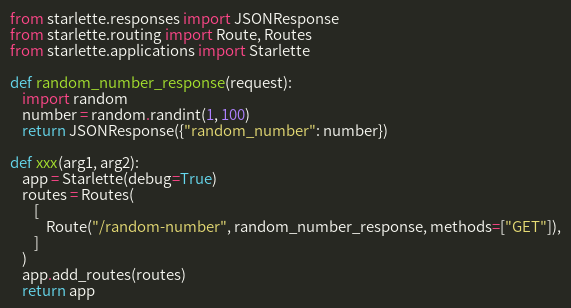 from starlette.responses import JSONResponse
from starlette.routing import Route, Routes
from starlette.applications import Starlette

def random_number_response(request):
    import random
    number = random.randint(1, 100)
    return JSONResponse({"random_number": number})

def xxx(arg1, arg2):
    app = Starlette(debug=True)
    routes = Routes(
        [
            Route("/random-number", random_number_response, methods=["GET"]),
        ]
    )
    app.add_routes(routes)
    return app